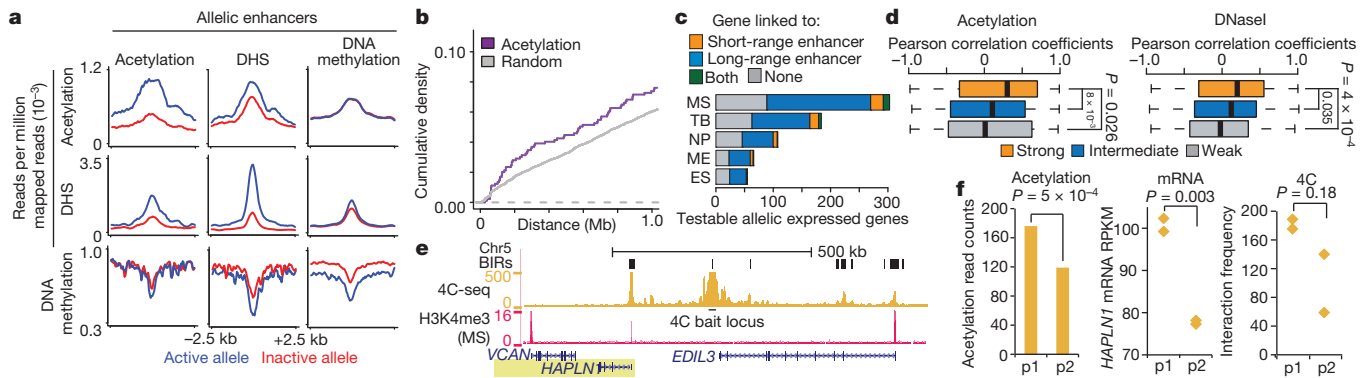 a
Allelic enhancers
Acetylation
DHS
DNA
methylation
Reads per million
mapped reads (10⁻³)
Acetylation
1.2
0
DHS
3.5
0
DNA
methylation
1.0
0.3
−2.5 kb
+2.5 kb
Active allele
Inactive allele
b
Cumulative density
0.10
0.00
Acetylation
Random
0
Distance (Mb)
1.0
c
Gene linked to:
Short-range enhancer
Long-range enhancer
Both
None
MS
TB
NP
ME
ES
0 100 200 300
Testable allelic expressed genes
d
Acetylation
Pearson correlation coefficients
−1.0 0 1.0
8 × 10⁻³
P = 0.026
DNaseI
Pearson correlation coefficients
−1.0 0 1.0
0.035
P = 4 × 10⁻⁴
Strong
Intermediate
Weak
e
Chr5
BIRs
500 kb
4C-seq
500
0
H3K4me3
(MS)
16
0
4C bait locus
VCAN
HAPLN1
EDIL3
f
Acetylation
P = 5 × 10⁻⁴
Acetylation read counts
200
160
120
80
40
0
p1 p2
mRNA
P = 0.003
HAPLN1 mRNA RPKM
100
90
80
70
p1 p2
4C
P = 0.18
Interaction frequency
200
160
120
80
40
0
p1 p2